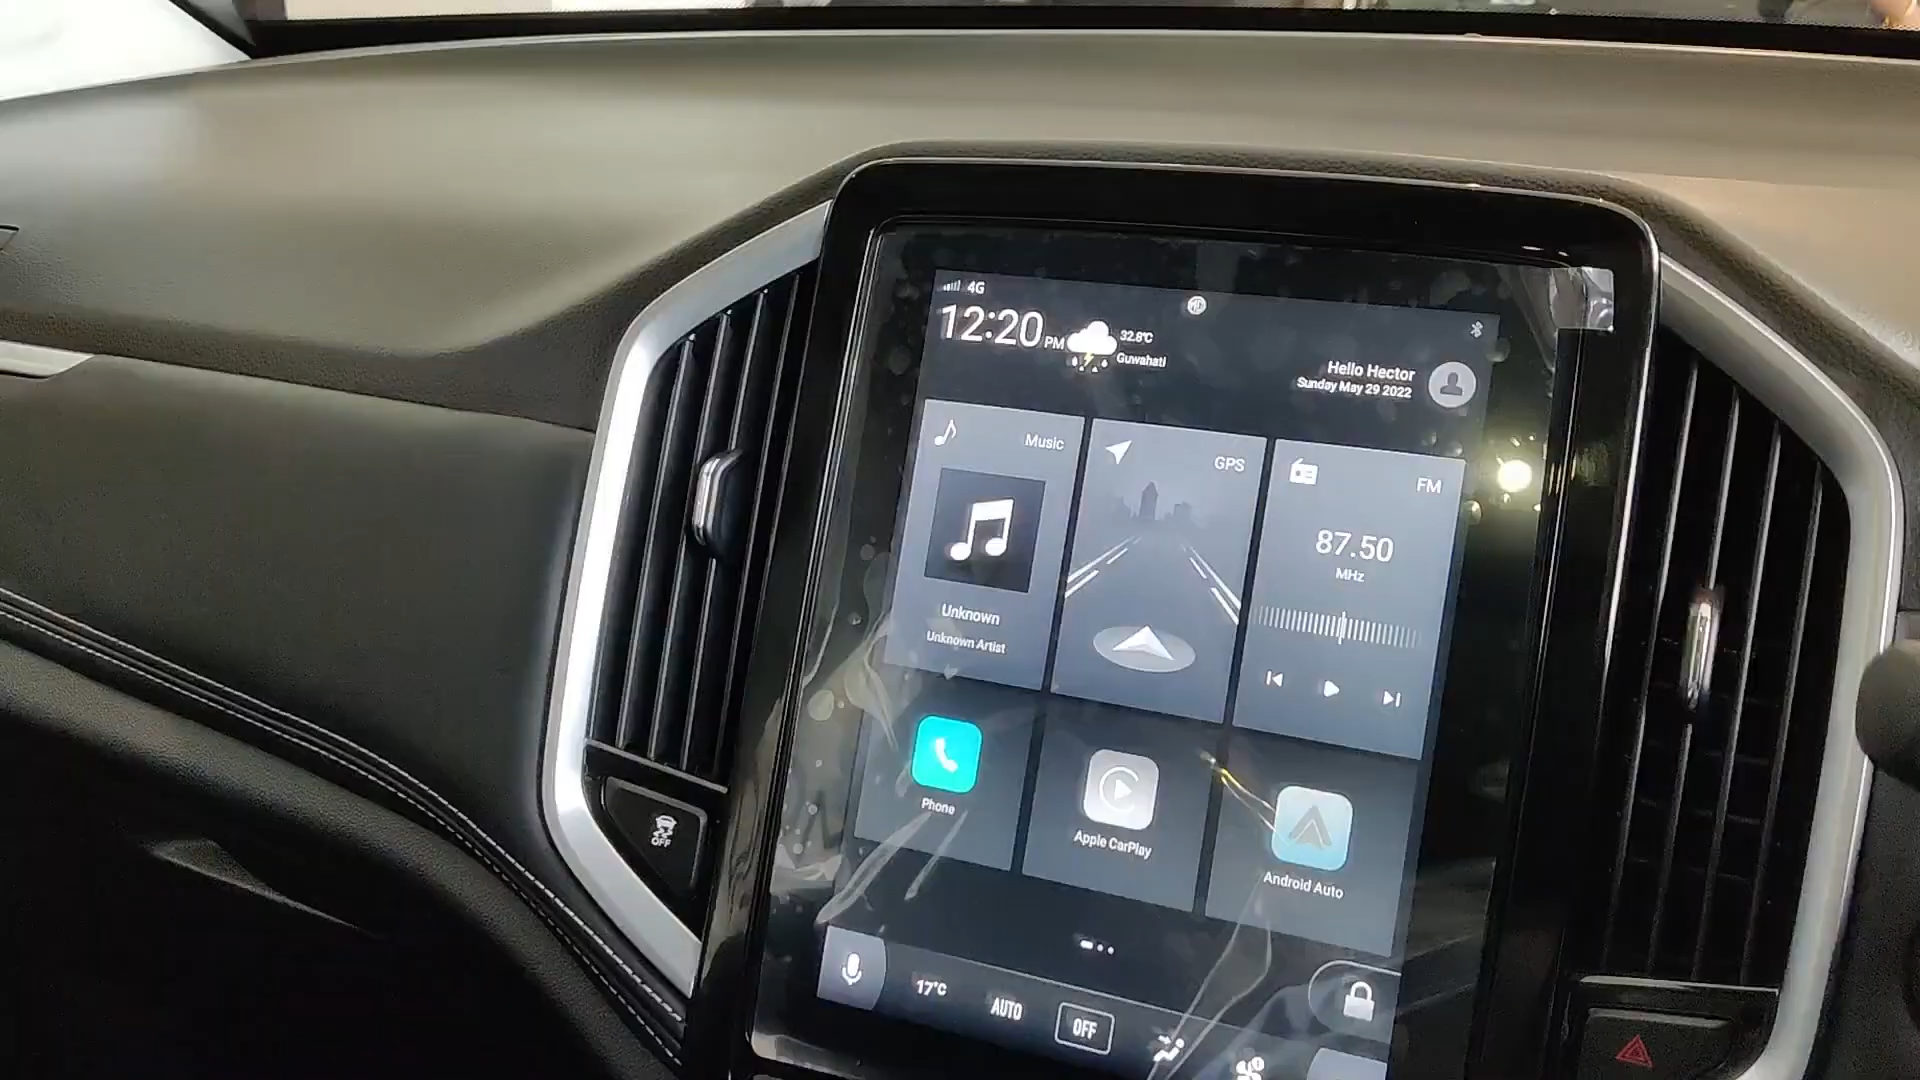 4G
12:20 PM
32.8°C
Guwahati
Hello Hector
Sunday May 29 2022
Music
GPS
FM
87.50
MHz
Unknown
Unknown Artist
Phone
Apple CarPlay
Android Auto
17°C
AUTO
OFF
OFF
MG